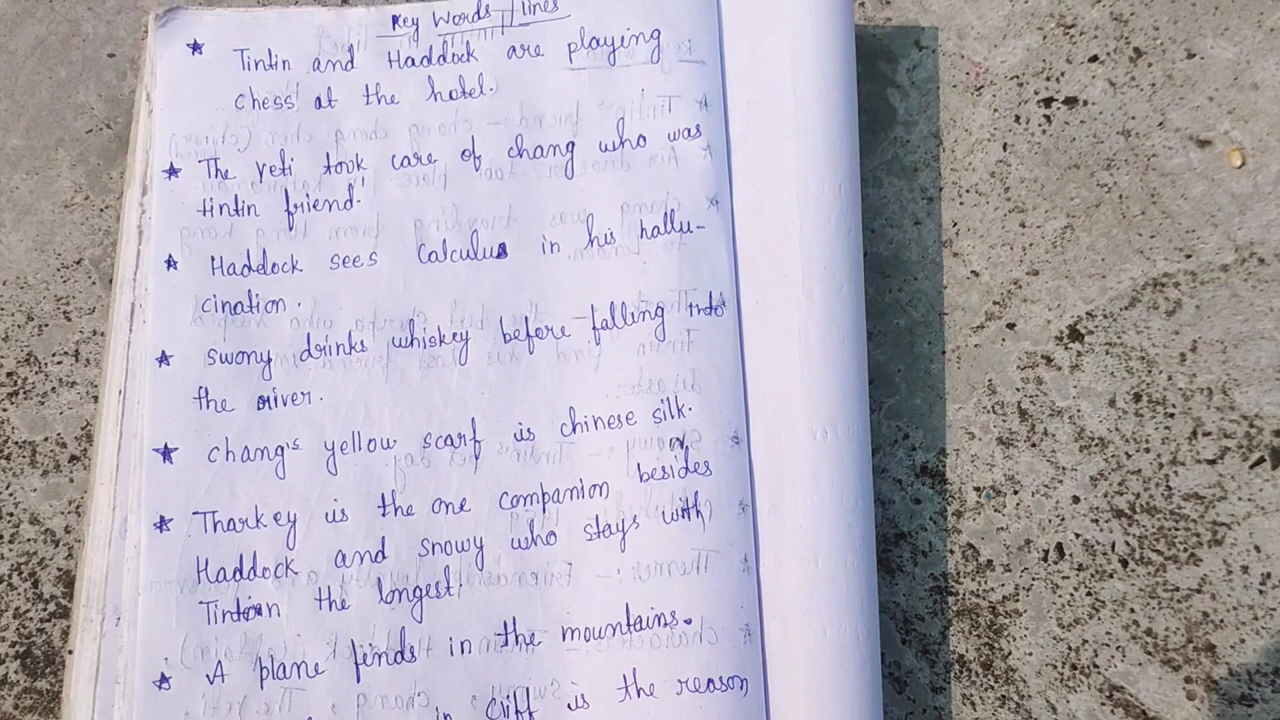 Key Words / lines
★ Tintin and Haddock are playing
chess at the hotel.
★ The yeti took care of chang who was
tintin friend.
★ Haddock sees Calculus in his hallu-
cination.
★ swony drinks whiskey before falling into
the river.
★ chang's yellow scarf is chinese silk.
★ Tharkey is the one companion besides
Haddock and snowy who stays with
Tintin the longest.
★ A plane finds in the mountains.
in cliff is the reason